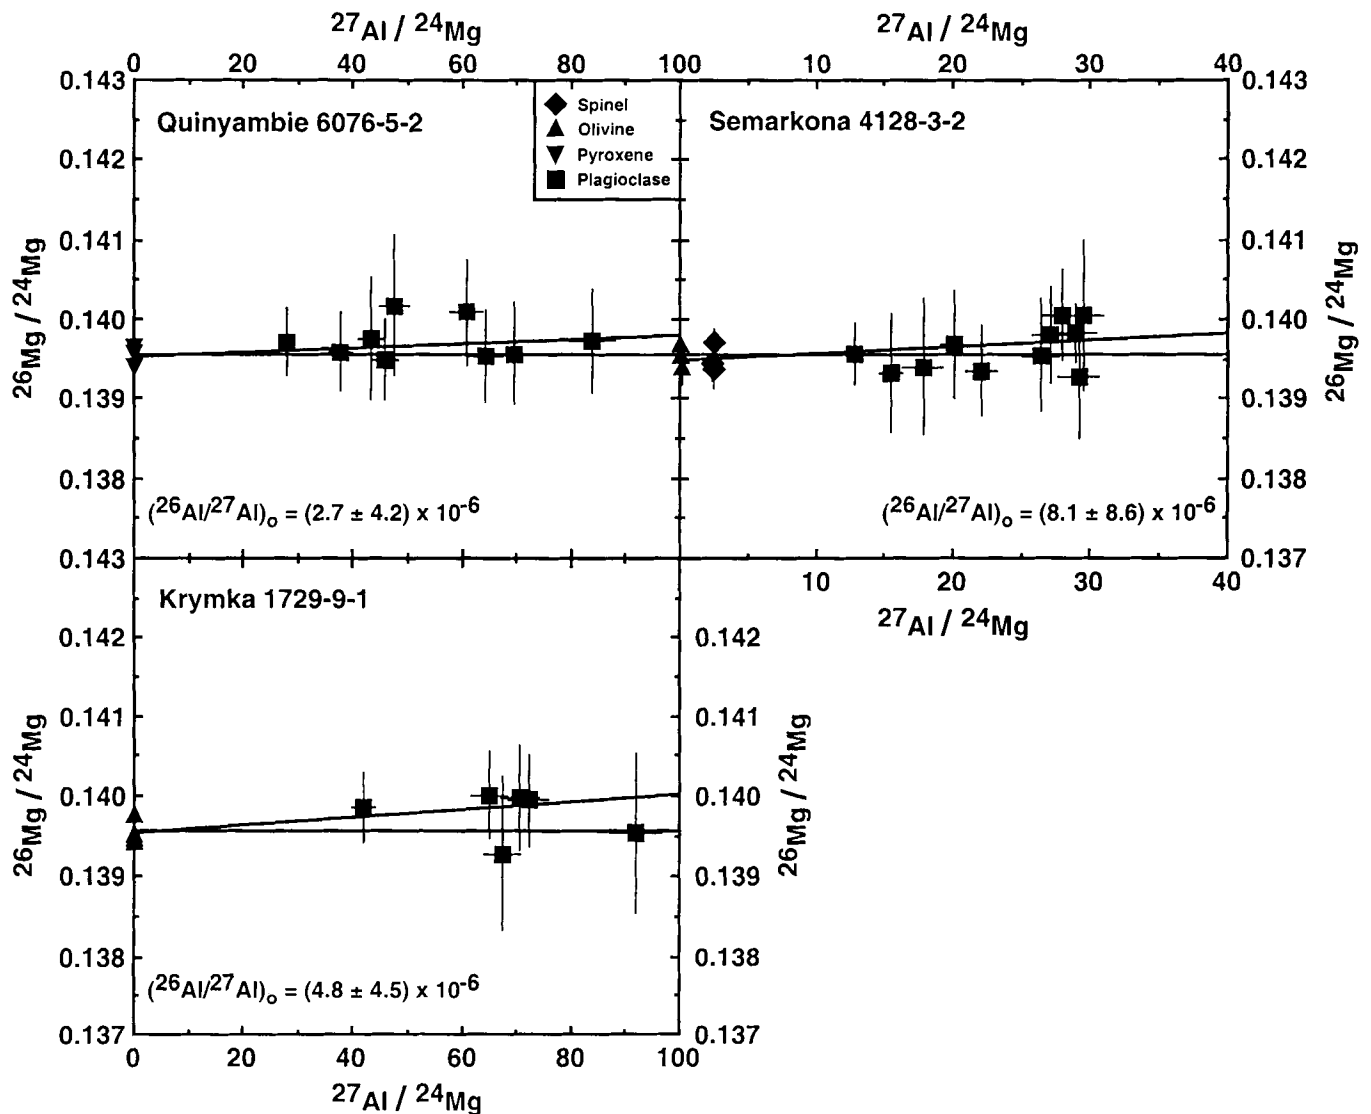 27Al / 24Mg
27Al / 24Mg
0 20 40 60 80 100 10 20 30 40
0.143 0.143
Quinyambie 6076-5-2
Spinel
Olivine
Pyroxene
Plagioclase
Semarkona 4128-3-2
0.142 0.142
0.141 0.141
0.140 0.140
0.139 0.139
0.138 0.138
26Mg / 24Mg
26Mg / 24Mg
(26Al/27Al)o = (2.7 ± 4.2) x 10-6
(26Al/27Al)o = (8.1 ± 8.6) x 10-6
0.143 0.137
10 20 30 40
27Al / 24Mg
Krymka 1729-9-1
0.142 0.142
0.141 0.141
0.140 0.140
0.139 0.139
0.138 0.138
26Mg / 24Mg
26Mg / 24Mg
(26Al/27Al)o = (4.8 ± 4.5) x 10-6
0.137 0.137
0 20 40 60 80 100
27Al / 24Mg